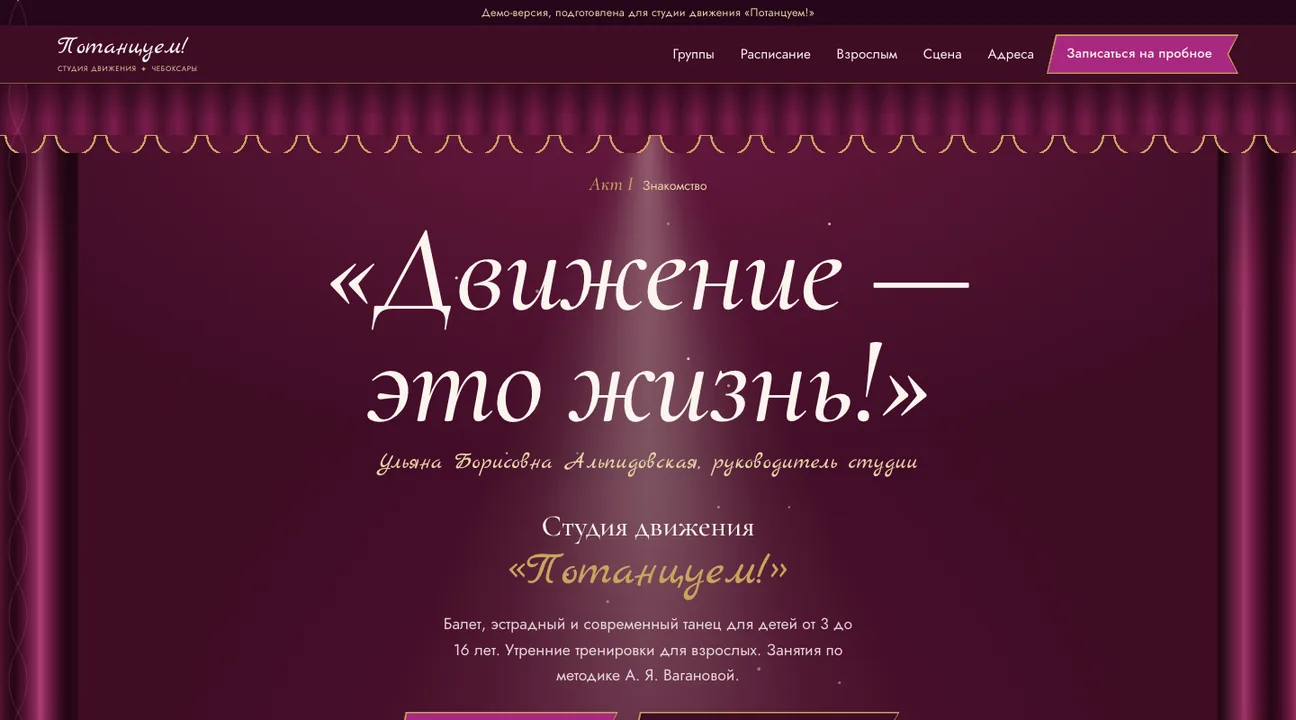 Демо-версия, подготовлена для студии движения «Потанцуем!»
Потанцуем!
СТУДИЯ ДВИЖЕНИЯ ✦ ЧЕБОКСАРЫ
Группы Расписание Взрослым Сцена Адреса Записаться на пробное
Акт I Знакомство
«Движение —
это жизнь!»
Ульяна Борисовна Альпидовская, руководитель студии
Студия движения
«Потанцуем!»
Балет, эстрадный и современный танец для детей от 3 до
16 лет. Утренние тренировки для взрослых. Занятия по
методике А. Я. Вагановой.